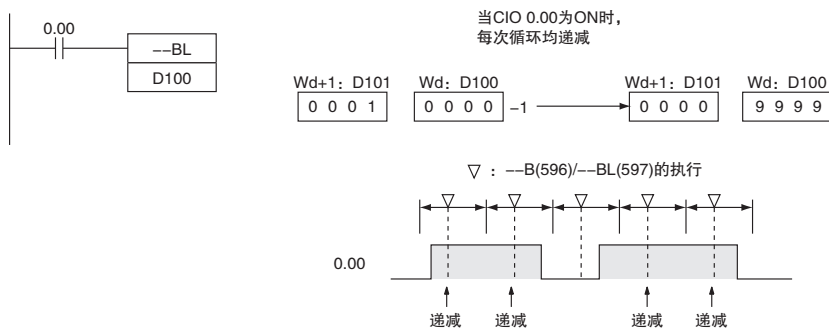 当CIO 0.00为ON时，
每次循环均递减
0.00
--BL
D100
Wd+1：D101
Wd：D100
Wd+1：D101
Wd：D100
0 0 0 1
0 0 0 0
-1
0 0 0 0
9 9 9 9
▽ ：--B(596)/--BL(597)的执行
0.00
递减
递减
递减
递减